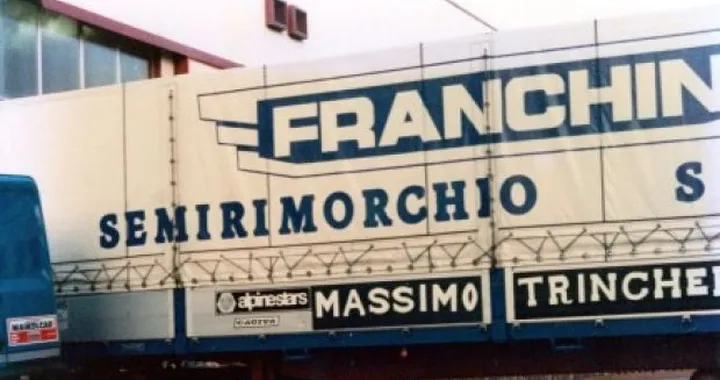 FRANCHIN
SEMIRIMORCHIO S
alpinestars
MASSIMO
TRINCHE